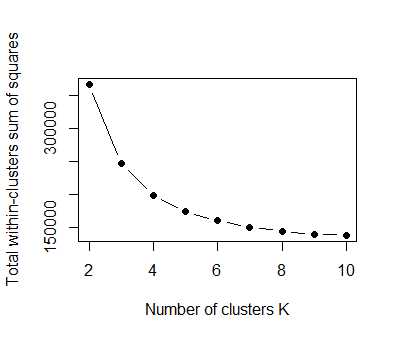 Total within-clusters sum of squares
300000
150000
2 4 6 8 10
Number of clusters K